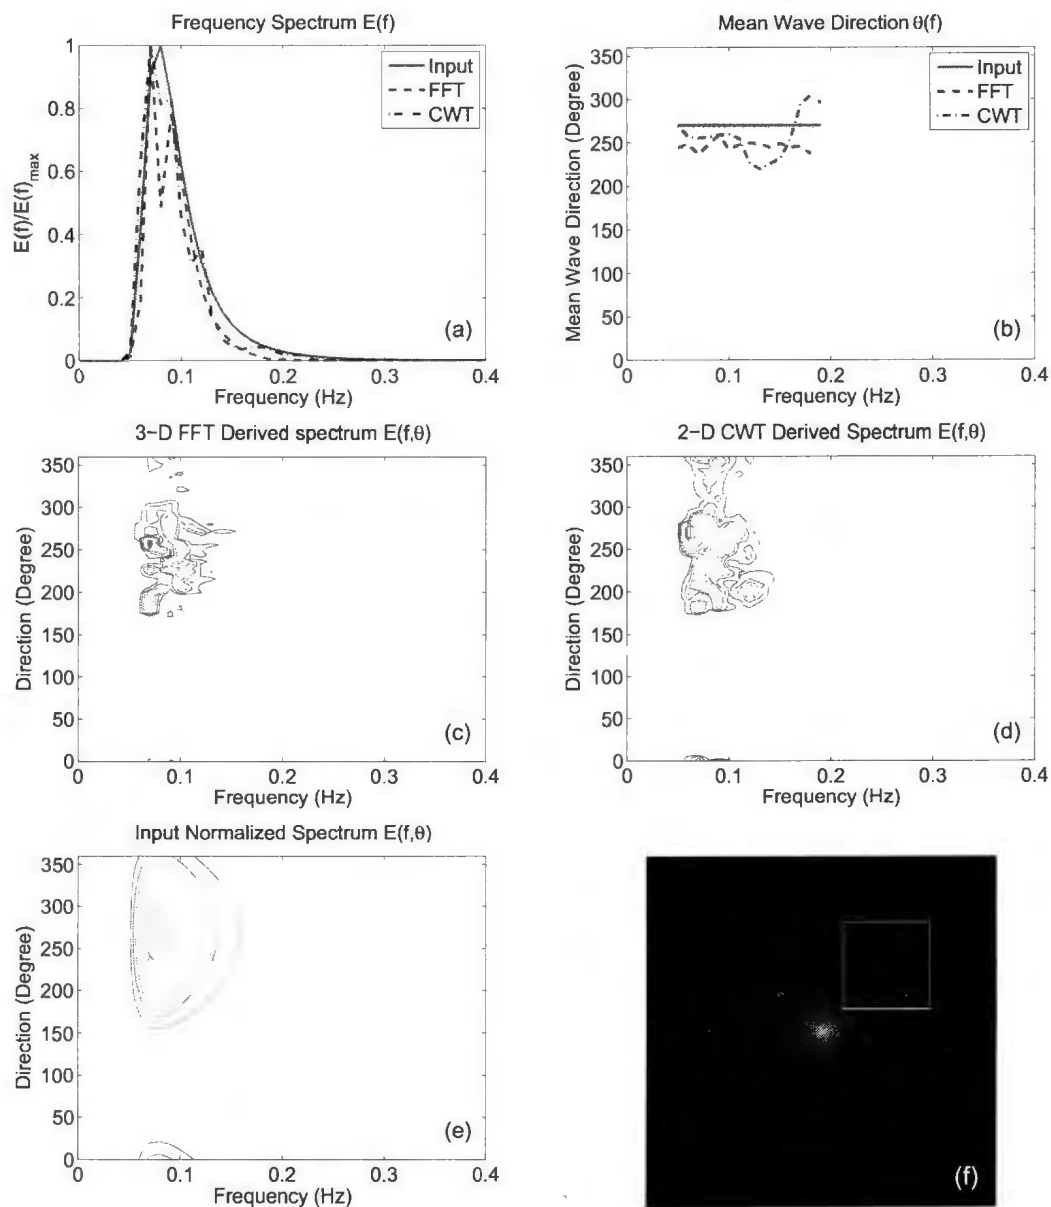 Frequency Spectrum E(f)
E(f)/E(f)max
1
0.8
0.6
0.4
0.2
0
0 0.1 0.2 0.3 0.4
Frequency (Hz)
Input
FFT
CWT
(a)
Mean Wave Direction θ(f)
Mean Wave Direction (Degree)
350
300
250
200
150
100
50
0
0 0.1 0.2 0.3 0.4
Frequency (Hz)
Input
FFT
CWT
(b)
3-D FFT Derived spectrum E(f,θ)
Direction (Degree)
350
300
250
200
150
100
50
0
0 0.1 0.2 0.3 0.4
Frequency (Hz)
(c)
2-D CWT Derived Spectrum E(f,θ)
Direction (Degree)
350
300
250
200
150
100
50
0
0 0.1 0.2 0.3 0.4
Frequency (Hz)
(d)
Input Normalized Spectrum E(f,θ)
Direction (Degree)
350
300
250
200
150
100
50
0
0 0.1 0.2 0.3 0.4
Frequency (Hz)
(e)
(f)